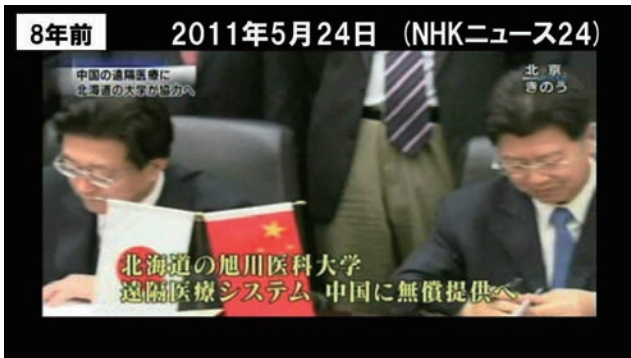 8年前
2011年5月24日 (NHKニュース24)
中国の遠隔医療に
北海道の大学が協力へ
北京
きのう
北海道の旭川医科大学
遠隔医療システム 中国に無償提供へ